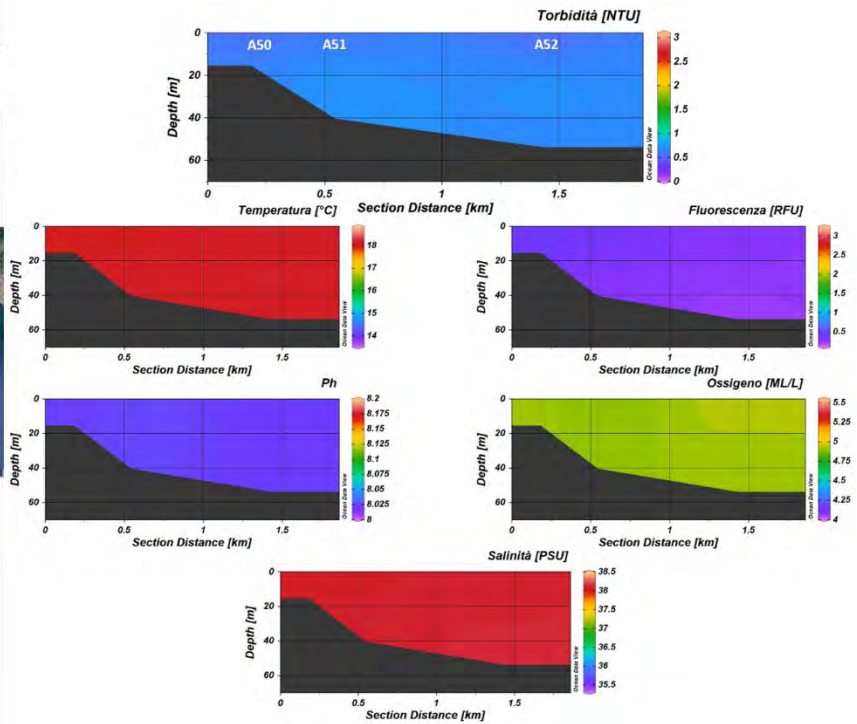 Torbidità [NTU]
A50 A51 A52
Depth [m]
0
20
40
60
0 0.5 1 1.5
Section Distance [km]
3
2.5
2
1.5
1
0.5
0
Ocean Data View
Temperatura [°C]
Depth [m]
0
20
40
60
0 0.5 1 1.5
Section Distance [km]
18
17
16
15
14
Ocean Data View
Fluorescenza [RFU]
Depth [m]
0
20
40
60
0 0.5 1 1.5
Section Distance [km]
3
2.5
2
1.5
1
0.5
Ocean Data View
Ph
Depth [m]
0
20
40
60
0 0.5 1 1.5
Section Distance [km]
8.2
8.175
8.15
8.125
8.1
8.075
8.05
8.025
8
Ocean Data View
Ossigeno [ML/L]
Depth [m]
0
20
40
60
0 0.5 1 1.5
Section Distance [km]
5.5
5.25
5
4.75
4.5
4.25
4
Ocean Data View
Salinità [PSU]
Depth [m]
0
20
40
60
0 0.5 1 1.5
Section Distance [km]
38.5
38
37.5
37
36.5
36
35.5
Ocean Data View